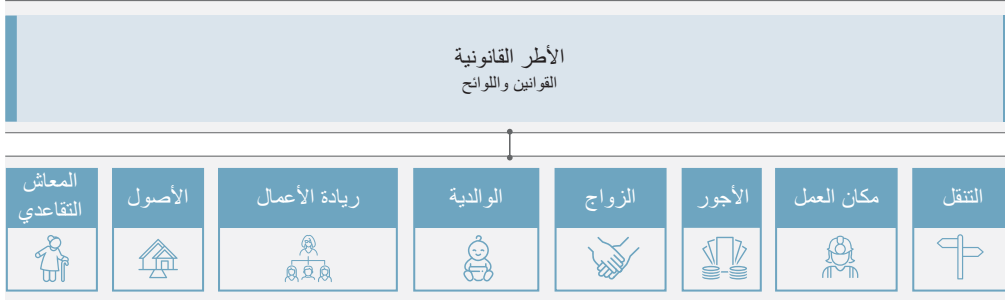 الأطر القانونية
القوانين واللوائح
التنقل
مكان العمل
الأجور
الزواج
الوالدية
ريادة الأعمال
الأصول
المعاش
التقاعدي